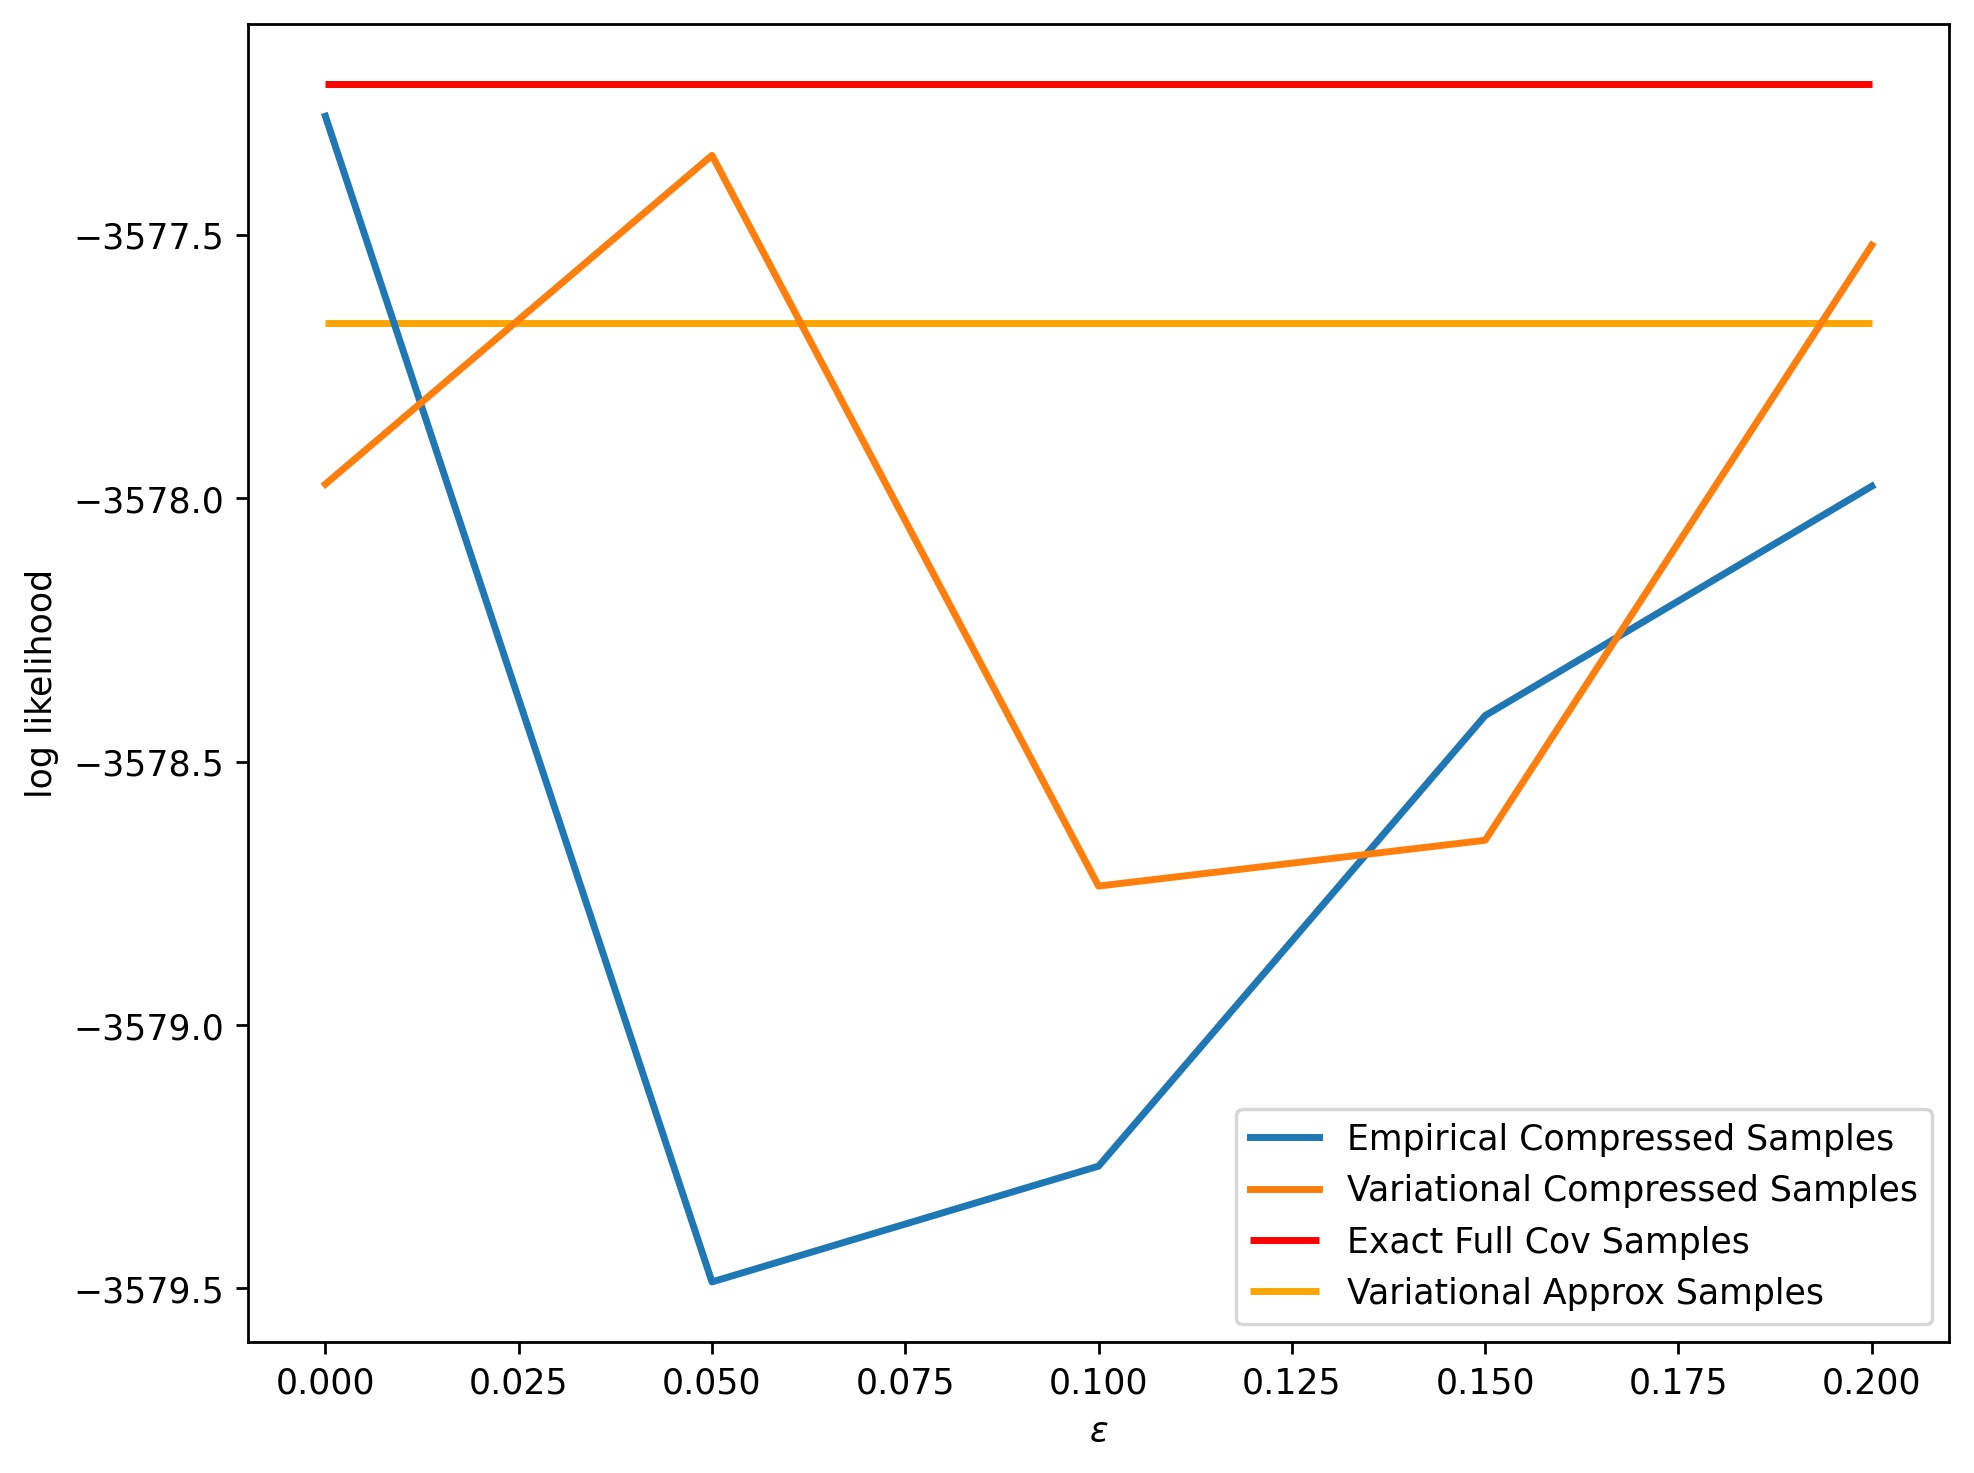 −3577.5
−3578.0
−3578.5
−3579.0
−3579.5
log likelihood
0.000 0.025 0.050 0.075 0.100 0.125 0.150 0.175 0.200
ε
Empirical Compressed Samples
Variational Compressed Samples
Exact Full Cov Samples
Variational Approx Samples